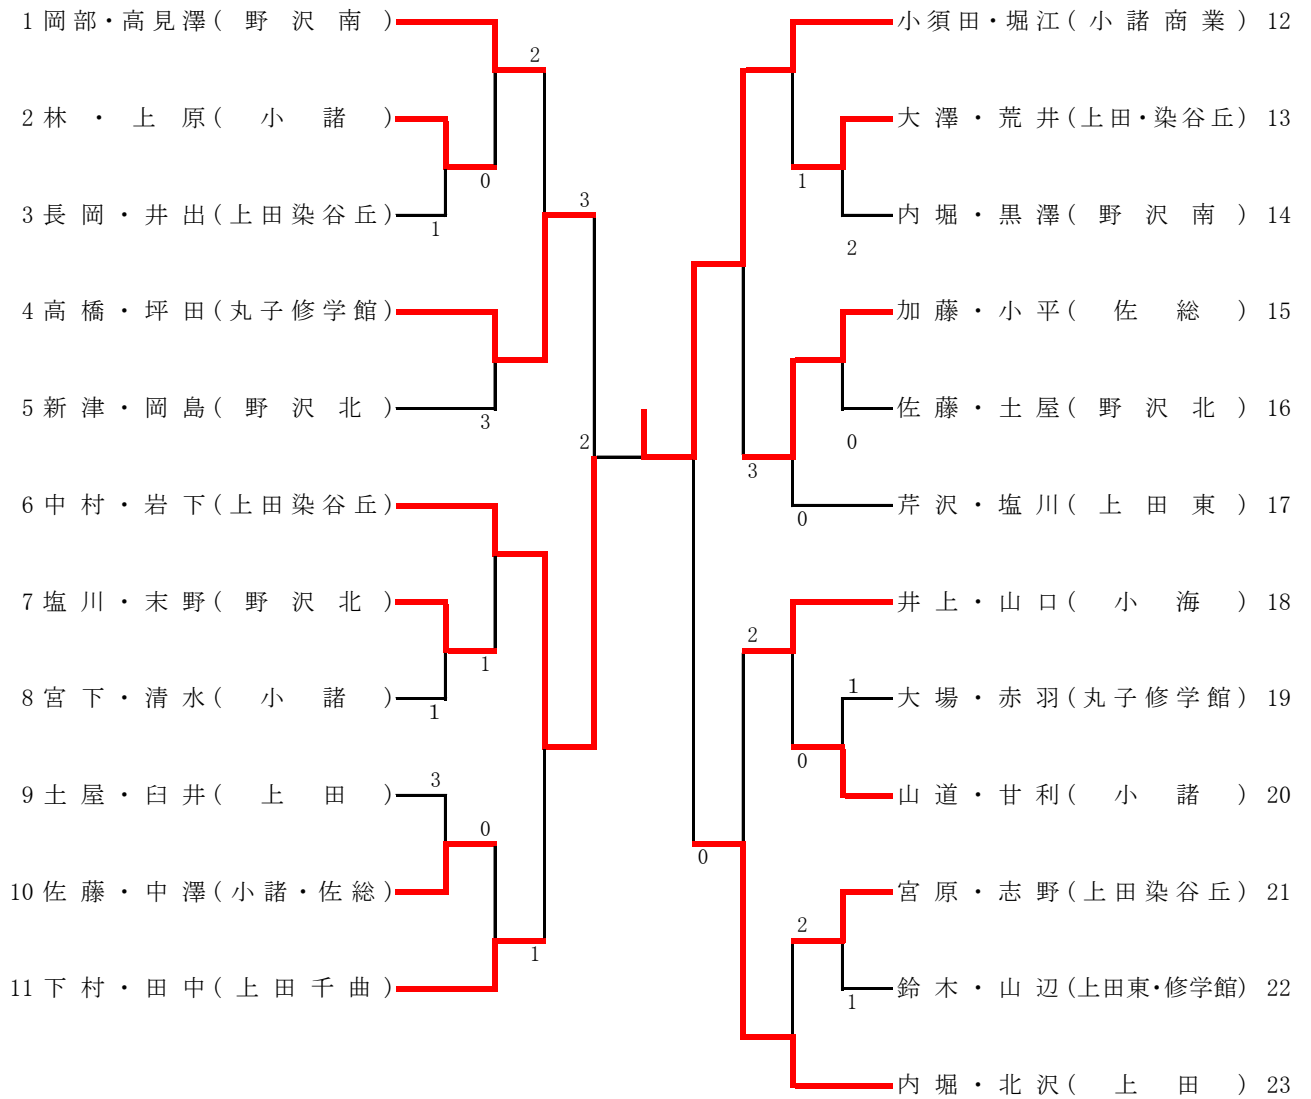 1 岡部・高見澤(野沢南)
2 林・上原(小諸)
3 長岡・井出(上田染谷丘)
4 高橋・坪田(丸子修学館)
5 新津・岡島(野沢北)
6 中村・岩下(上田染谷丘)
7 塩川・末野(野沢北)
8 宮下・清水(小諸)
9 土屋・臼井(上田)
10 佐藤・中澤(小諸・佐総)
11 下村・田中(上田千曲)
2
0
1
3
3
2
1
1
3
0
1
小須田・堀江(小諸商業) 12
大澤・荒井(上田・染谷丘) 13
内堀・黒澤(野沢南) 14
加藤・小平(佐総) 15
佐藤・土屋(野沢北) 16
芹沢・塩川(上田東) 17
井上・山口(小海) 18
大場・赤羽(丸子修学館) 19
山道・甘利(小諸) 20
宮原・志野(上田染谷丘) 21
鈴木・山辺(上田東・修学館) 22
内堀・北沢(上田) 23
1
2
0
3
0
2
1
0
0
2
1